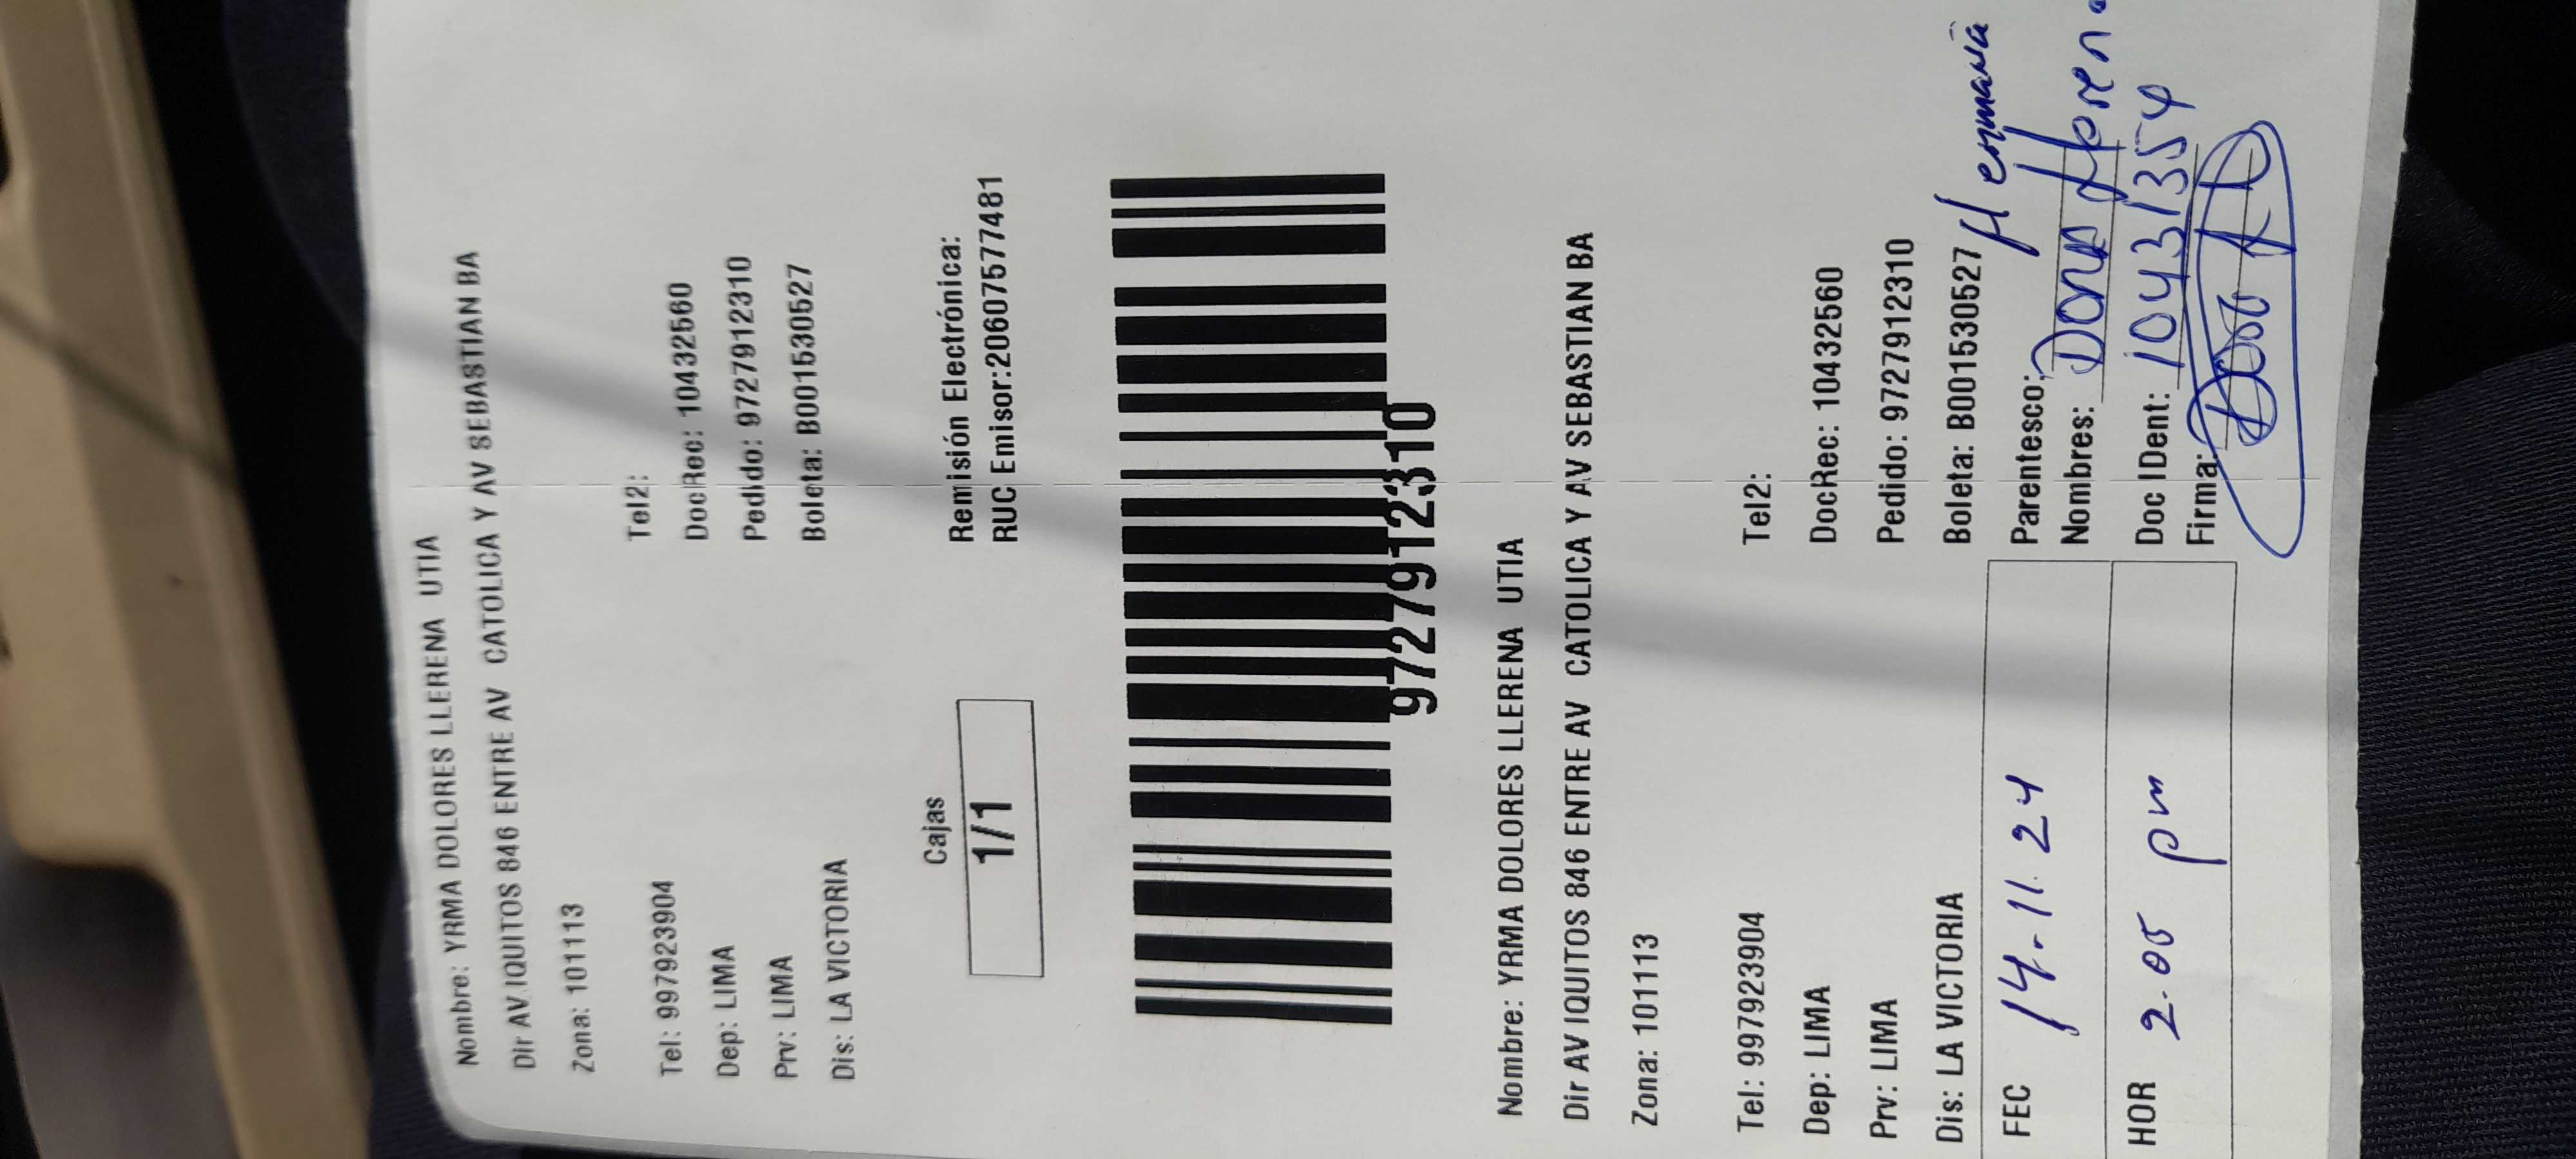 Nombre: YRMA DOLORES LLERENA UTIA
Dir AV IQUITOS 846 ENTRE AV CATOLICA Y AV SEBASTIAN BA
Zona: 101113
Tel: 997923904 Tel2:
Dep: LIMA DocRec: 10432560
Prv: LIMA Pedido: 97277912310
Dis: LA VICTORIA Boleta: B001530527
Cajas Remisión Electrónica:
1/1 RUC Emisor:20607577481
97277912310
Nombre: YRMA DOLORES LLERENA UTIA
Dir AV IQUITOS 846 ENTRE AV CATOLICA Y AV SEBASTIAN BA
Zona: 101113
Tel: 997923904 Tel2:
Dep: LIMA DocRec: 10432560
Prv: LIMA Pedido: 97277912310
Dis: LA VICTORIA Boleta: B001530527
FEC 14.11.24 Parentesco:
Nombres:
HOR 2.05 pm Doc IDent: 10431354
Firma: